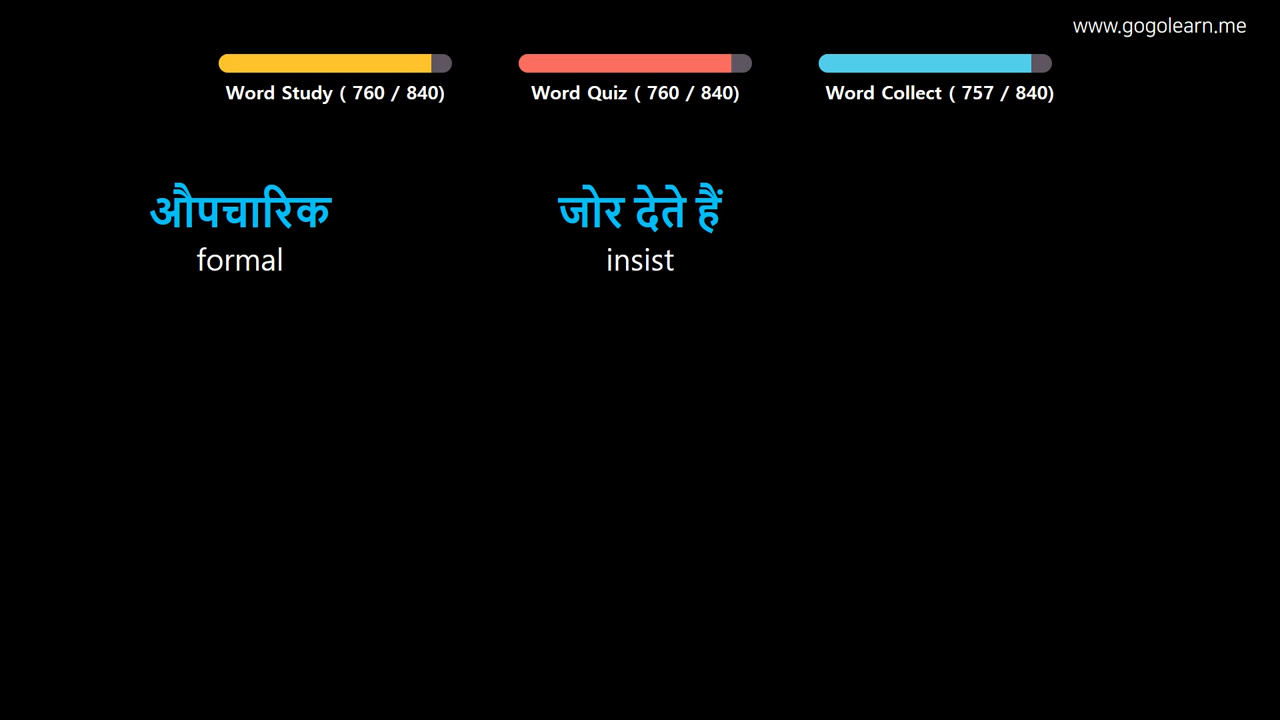 www.gogolearn.me
Word Study ( 760 / 840)
Word Quiz ( 760 / 840)
Word Collect ( 757 / 840)
औपचारिक
formal
जोर देते हैं
insist